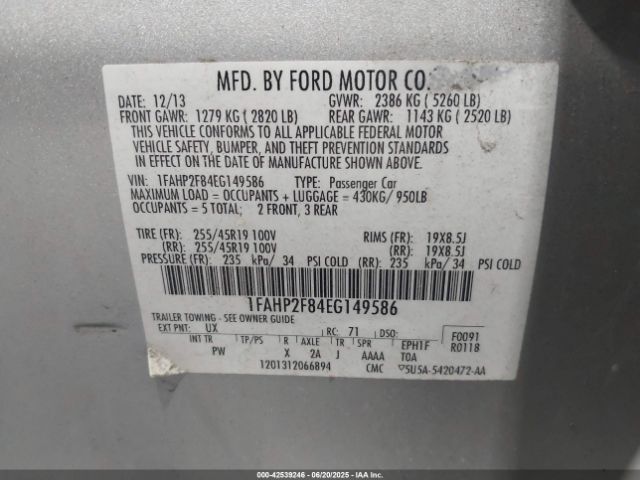 MFD. BY FORD MOTOR CO.
DATE: 12/13 GVWR: 2386 KG ( 5260 LB)
FRONT GAWR: 1279 KG ( 2820 LB) REAR GAWR: 1143 KG ( 2520 LB)
THIS VEHICLE CONFORMS TO ALL APPLICABLE FEDERAL MOTOR
VEHICLE SAFETY, BUMPER, AND THEFT PREVENTION STANDARDS
IN EFFECT ON THE DATE OF MANUFACTURE SHOWN ABOVE.
VIN: 1FAHP2F84EG149586 TYPE: Passenger Car
MAXIMUM LOAD = OCCUPANTS + LUGGAGE = 430KG/ 950LB
OCCUPANTS = 5 TOTAL: 2 FRONT, 3 REAR
TIRE (FR): 255/45R19 100V RIMS (FR): 19X8.5J
(RR): 255/45R19 100V (RR): 19X8.5J
PRESSURE (FR): 235 kPa/ 34 PSI COLD (RR): 235 kPa/ 34 PSI COLD
1FAHP2F84EG149586
TRAILER TOWING - SEE OWNER GUIDE
EXT PNT: UX RC: 71 DSO: F0091
INT TR TP/PS R AXLE TR SPR EPH1F R0118
PW X 2A J AAAA T0A
1201312066894 CMC ▽5U5A-5420472-AA
000-42539246 - 06/20/2025 - IAA Inc.